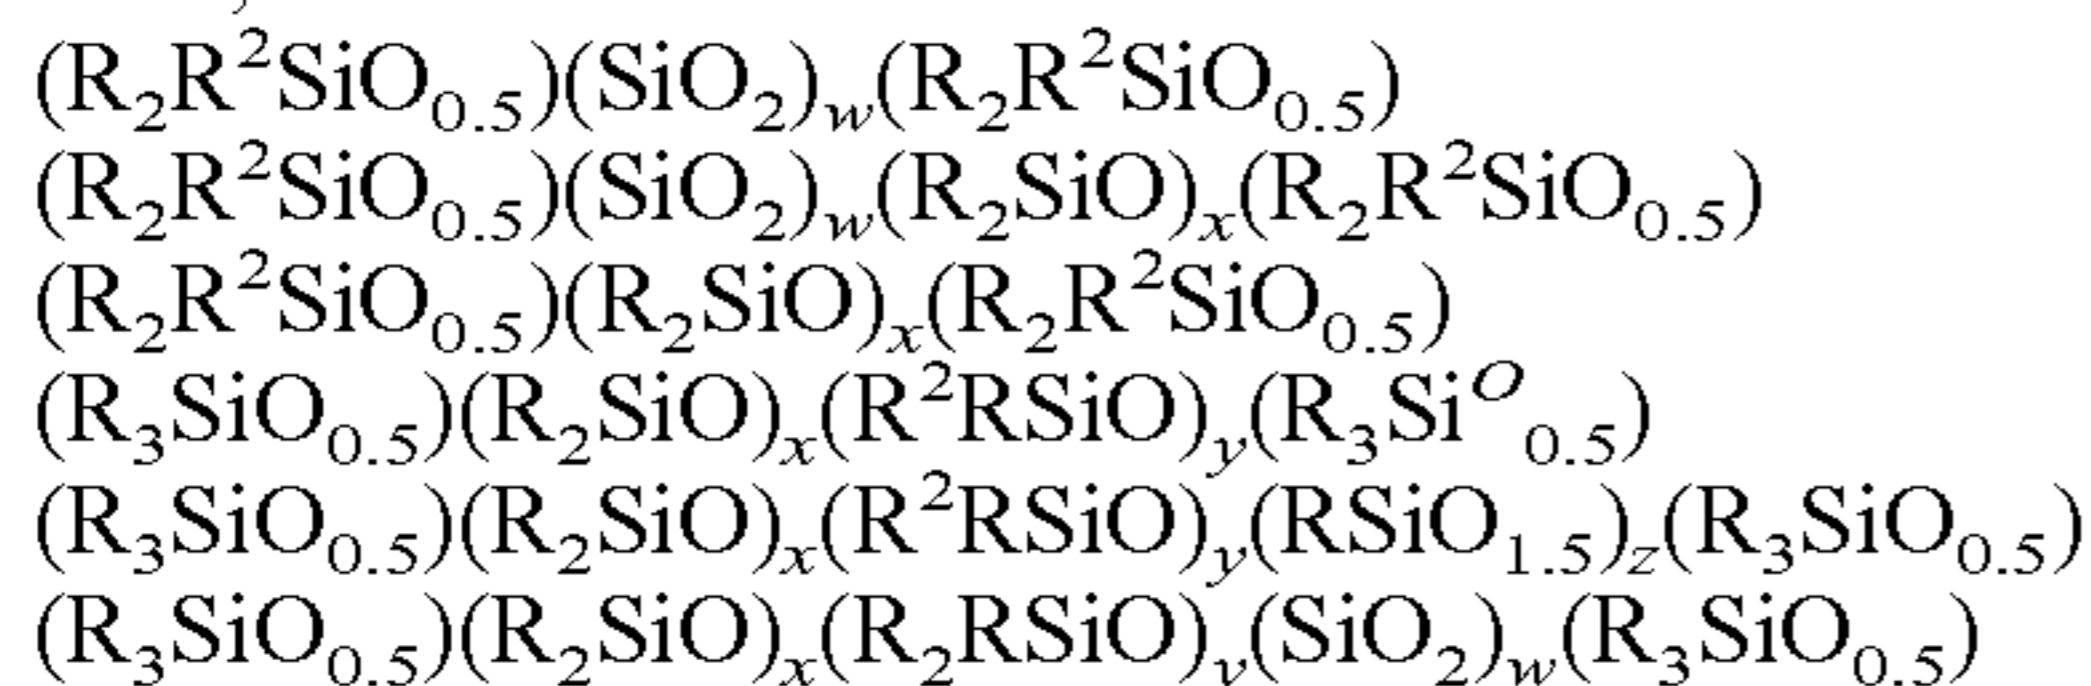 (R₂R²SiO₀.₅)(SiO₂)w(R₂R²SiO₀.₅)
(R₂R²SiO₀.₅)(SiO₂)w(R₂SiO)ₓ(R₂R²SiO₀.₅)
(R₂R²SiO₀.₅)(R₂SiO)ₓ(R₂R²SiO₀.₅)
(R₃SiO₀.₅)(R₂SiO)ₓ(R²RSiO)y(R₃Siᴼ₀.₅)
(R₃SiO₀.₅)(R₂SiO)ₓ(R²RSiO)y(RSiO₁.₅)z(R₃SiO₀.₅)
(R₃SiO₀.₅)(R₂SiO)ₓ(R₂RSiO)y(SiO₂)w(R₃SiO₀.₅)